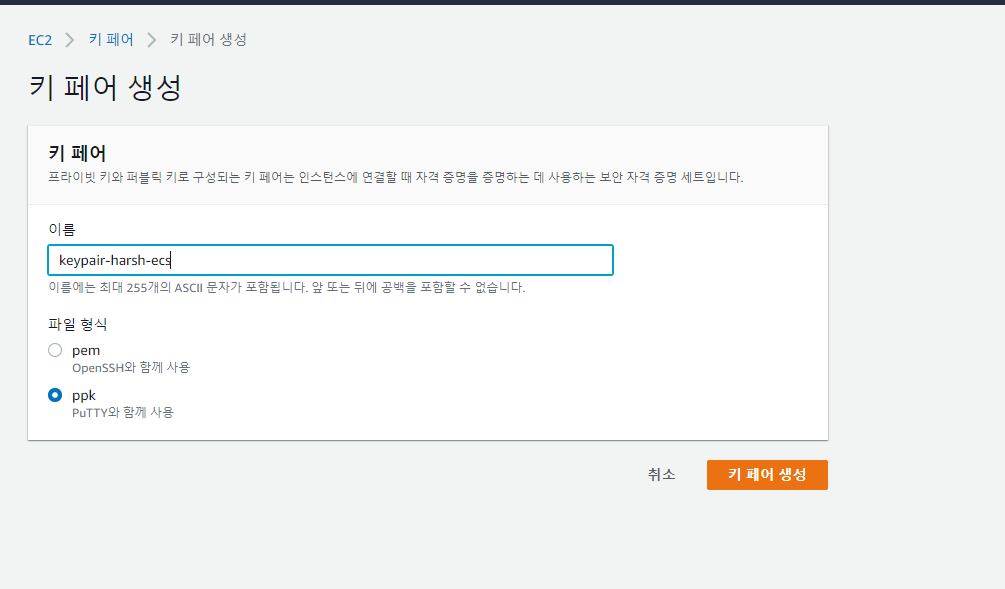 EC2 > 키 페어 > 키 페어 생성
키 페어 생성
키 페어
프라이빗 키와 퍼블릭 키로 구성되는 키 페어는 인스턴스에 연결할 때 자격 증명을 증명하는 데 사용하는 보안 자격 증명 세트입니다.
이름
keypair-harsh-ecs
이름에는 최대 255개의 ASCII 문자가 포함됩니다. 앞 또는 뒤에 공백을 포함할 수 없습니다.
파일 형식
pem
OpenSSH와 함께 사용
ppk
PuTTY와 함께 사용
취소 키 페어 생성